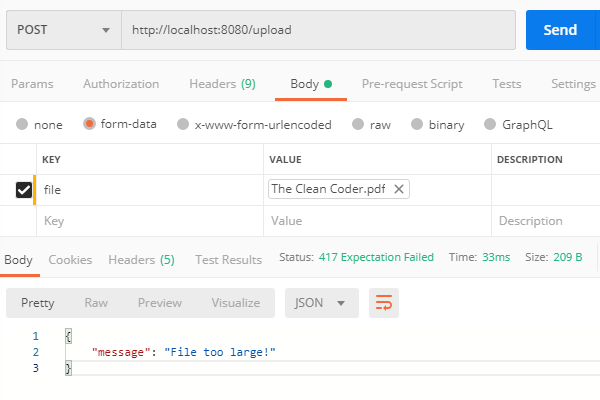 POST http://localhost:8080/upload Send
Params Authorization Headers (9) Body Pre-request Script Tests Settings
none form-data x-www-form-urlencoded raw binary GraphQL
KEY VALUE DESCRIPTION
file The Clean Coder.pdf
Key Value Description
Body Cookies Headers (5) Test Results Status: 417 Expectation Failed Time: 33ms Size: 209 B
Pretty Raw Preview Visualize JSON
1 {
2 "message": "File too large!"
3 }